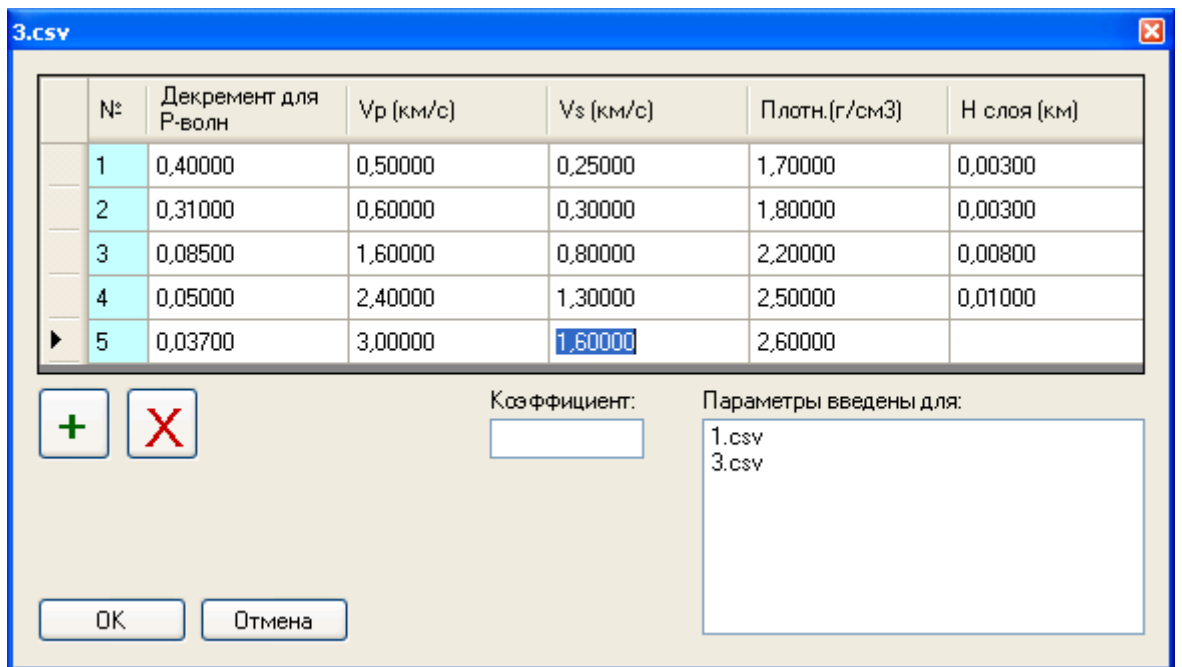 3.csv
№ Декремент для Р-волн Vp (км/с) Vs (км/с) Плотн.(г/см3) Н слоя (км)
1 0,40000 0,50000 0,25000 1,70000 0,00300
2 0,31000 0,60000 0,30000 1,80000 0,00300
3 0,08500 1,60000 0,80000 2,20000 0,00800
4 0,05000 2,40000 1,30000 2,50000 0,01000
5 0,03700 3,00000 1,60000 2,60000
+ X Коэффициент: Параметры введены для:
1.csv
3.csv
OK Отмена